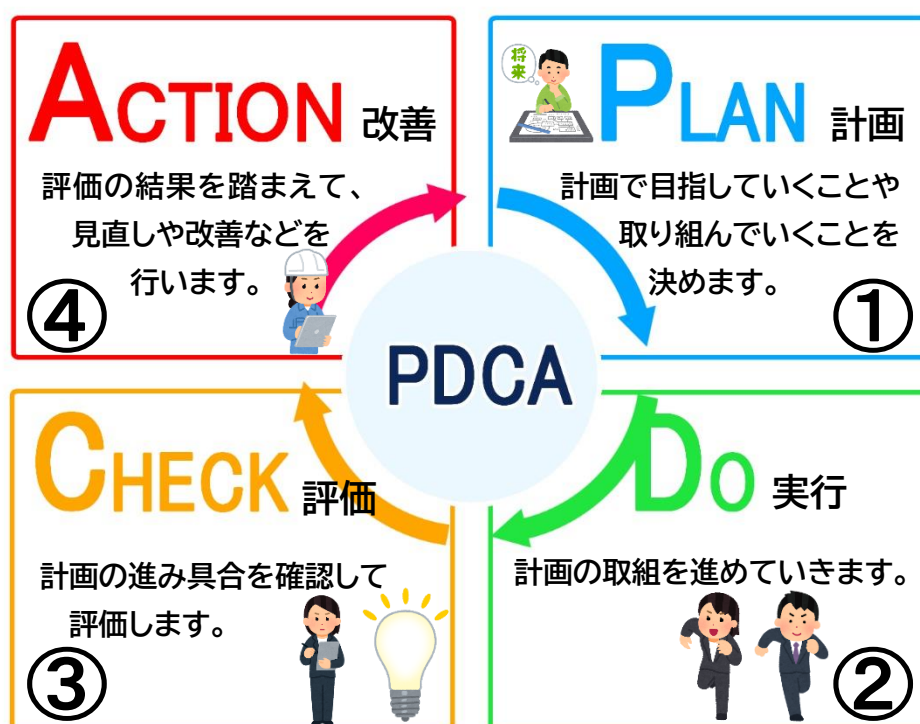 PLAN 計画
将来
計画で目指していくことや
取り組んでいくことを
決めます。
①
DO 実行
計画の取組を進めていきます。
②
CHECK 評価
計画の進み具合を確認して
評価します。
③
ACTION 改善
評価の結果を踏まえて、
見直しや改善などを
行います。
④
PDCA